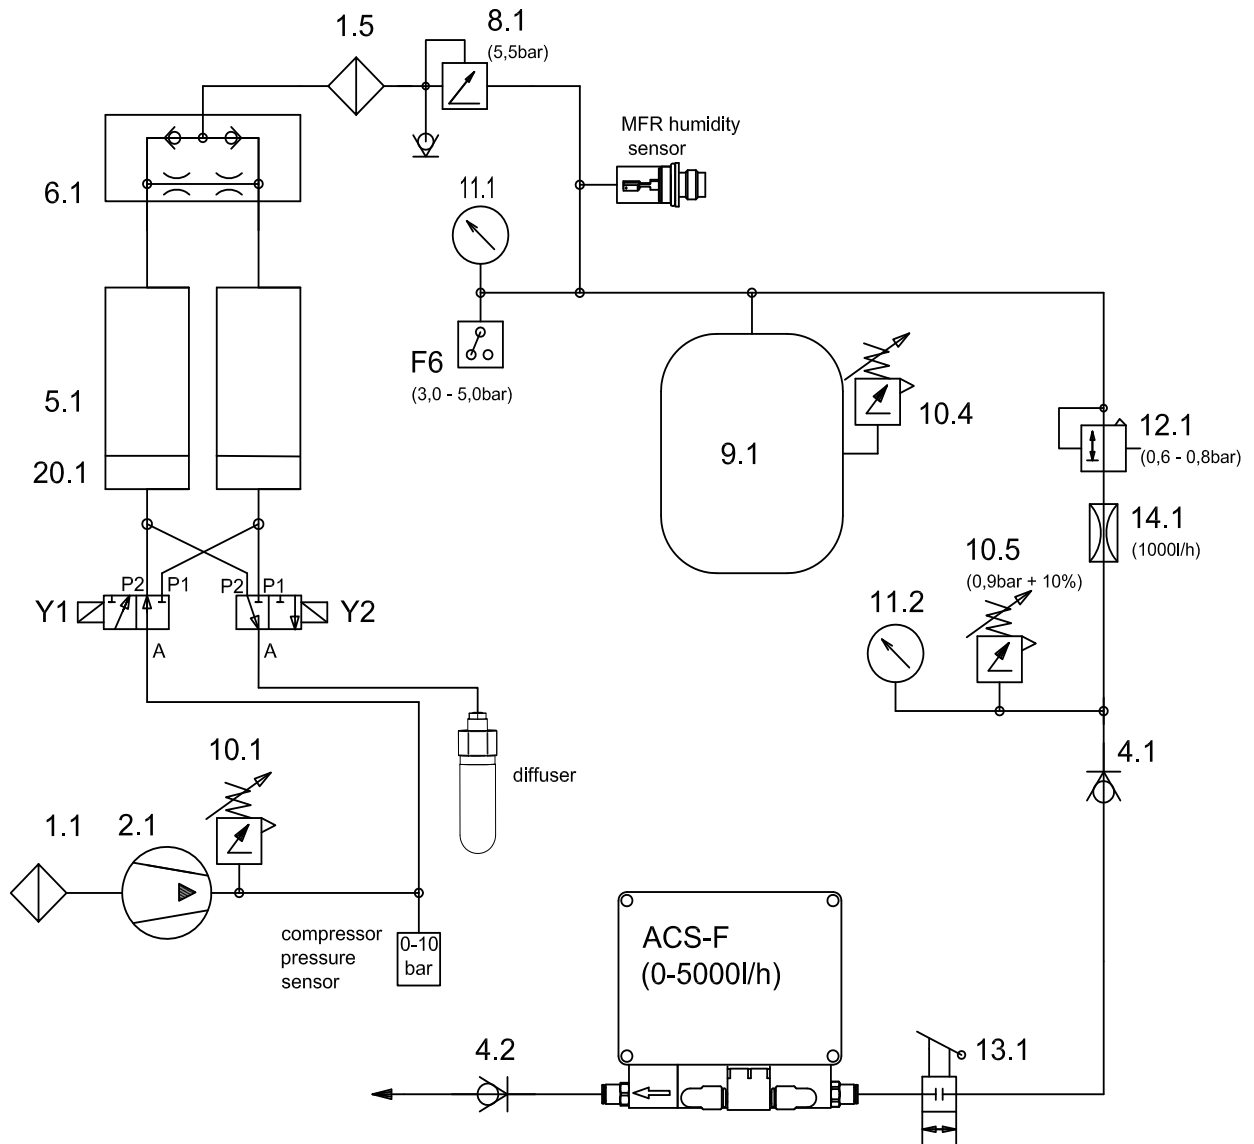 1.5
8.1
(5,5bar)
MFR humidity
sensor
6.1
11.1
F6
(3,0 - 5,0bar)
5.1
10.4
12.1
(0,6 - 0,8bar)
9.1
20.1
14.1
(1000l/h)
10.5
(0,9bar + 10%)
P2 P1
P2 P1
Y1
Y2
11.2
A
A
10.1
4.1
diffuser
1.1
2.1
compressor
pressure
sensor
0-10
bar
ACS-F
(0-5000l/h)
4.2
13.1